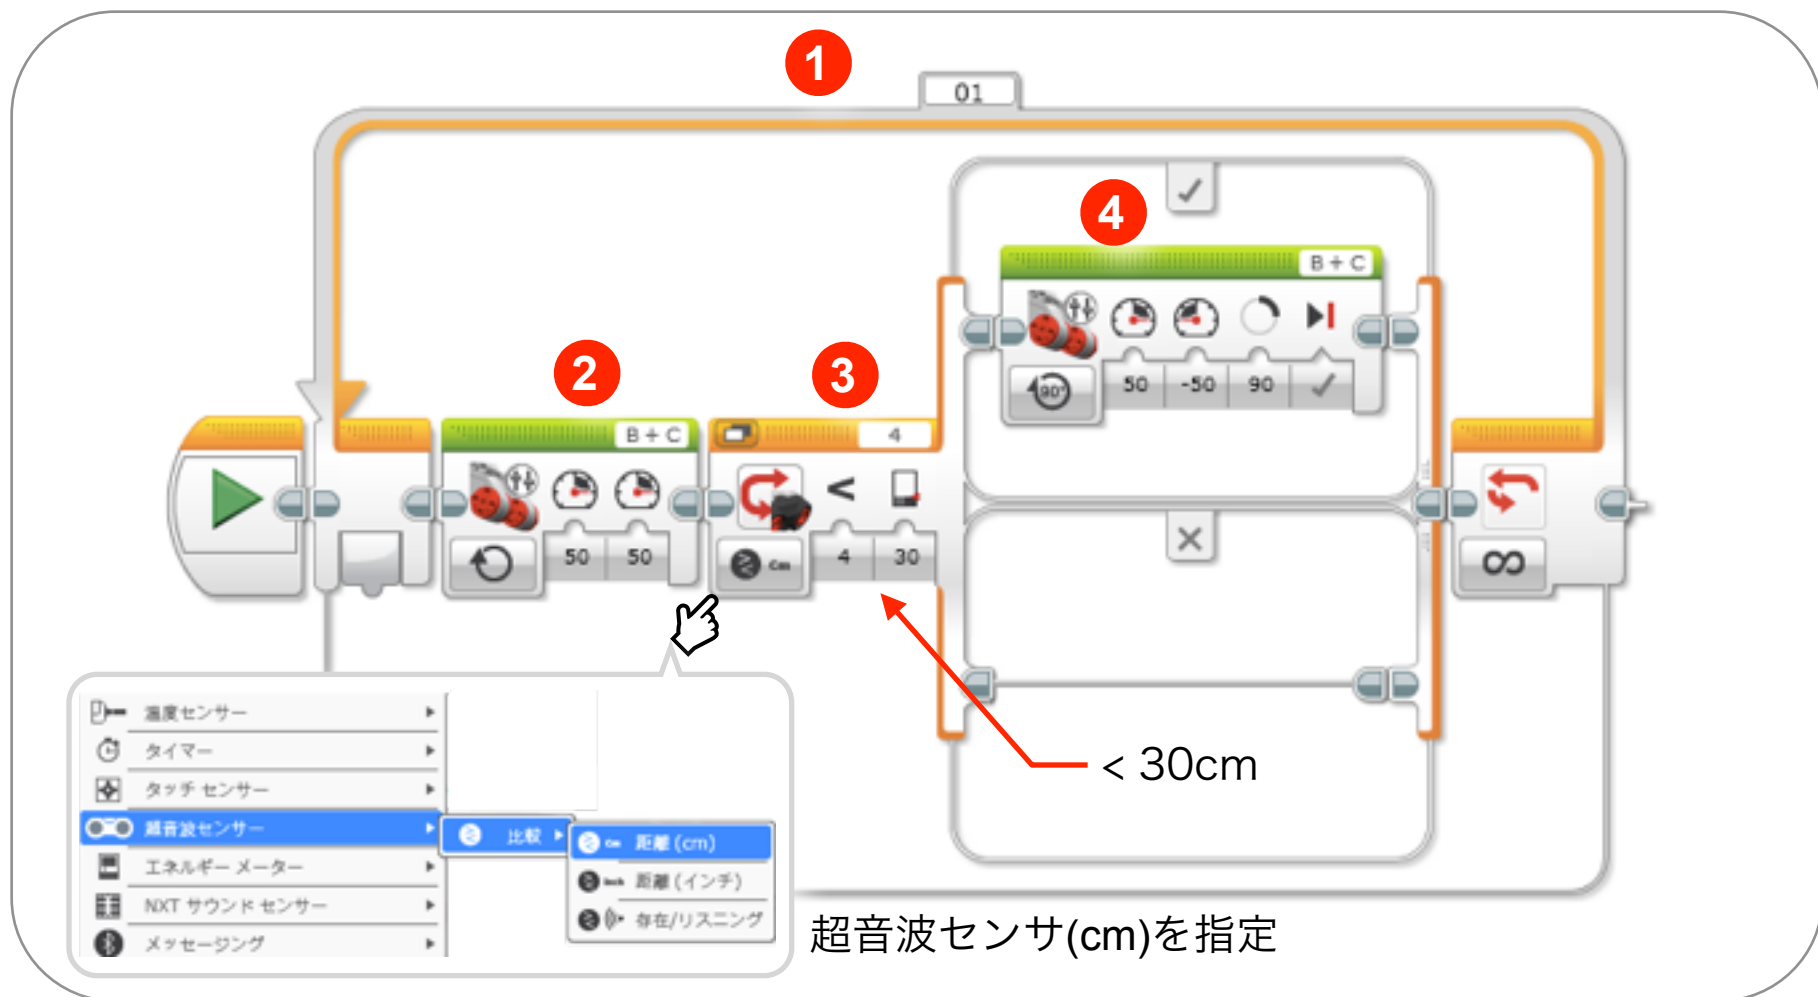 1
01
4
B + C
50 -50 90
2
3
B + C
4
50 50
Cm 4 30
< 30cm
温度センサー
タイマー
タッチ センサー
超音波センサー
エネルギー メーター
NXT サウンド センサー
メッセージング
比較
Cm 距離 (cm)
Inch 距離 (インチ)
存在/リスニング
超音波センサ(cm)を指定